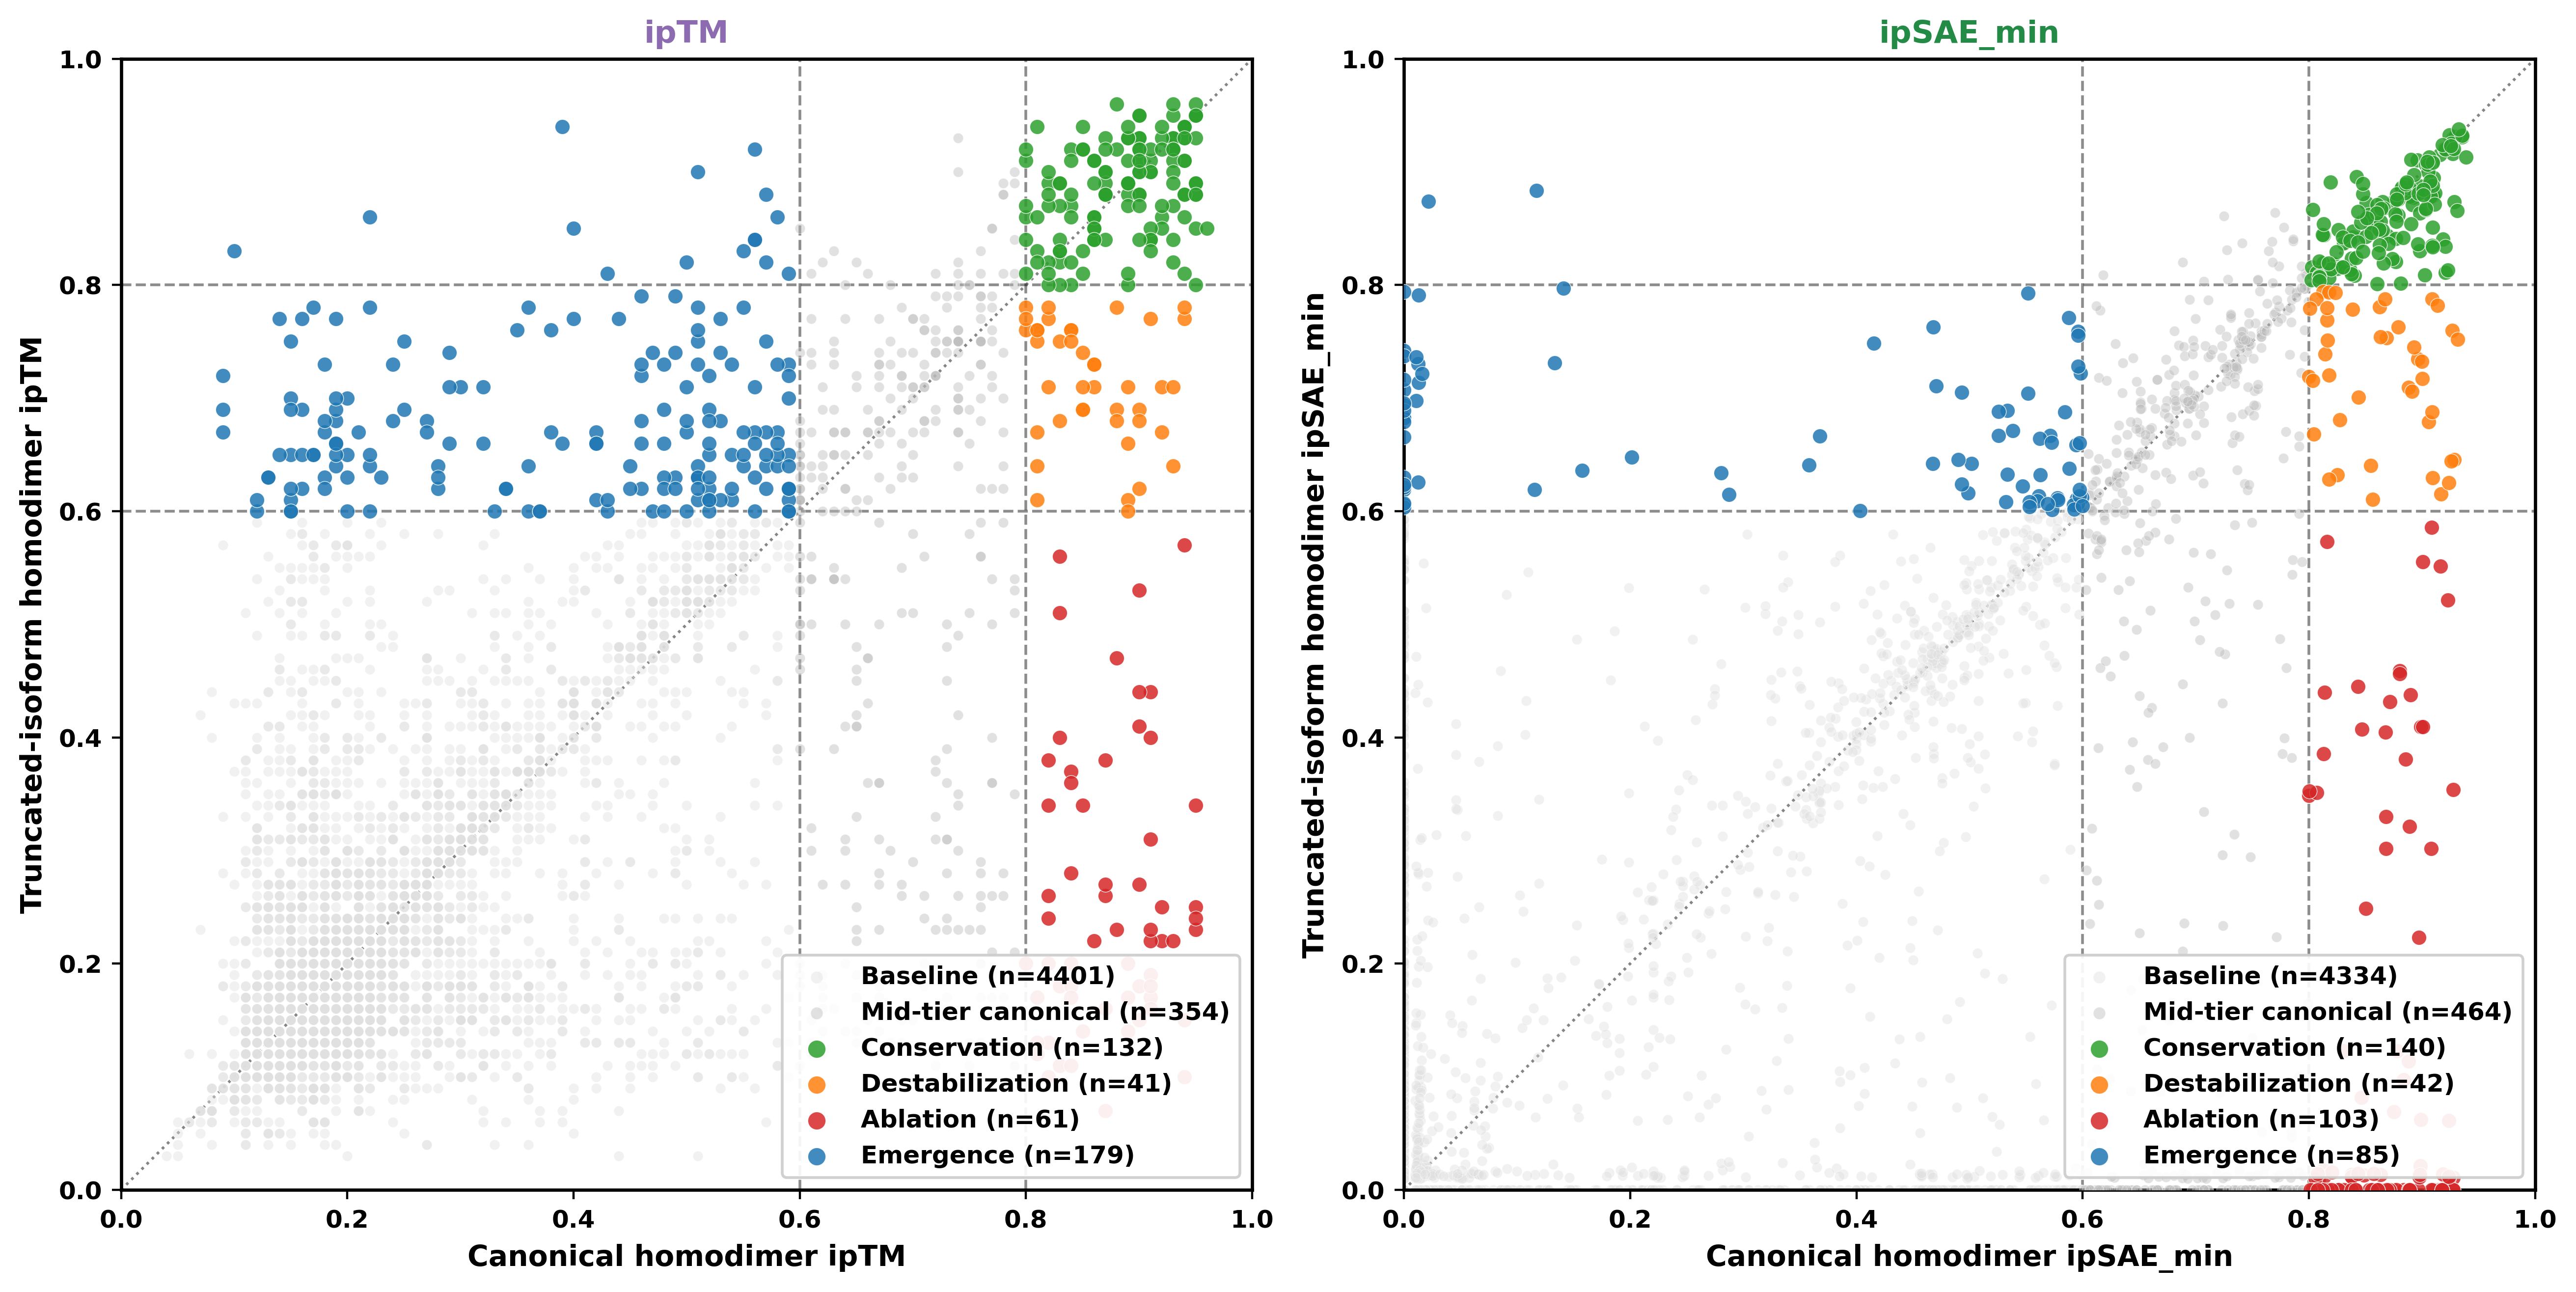 ipTM
1.0
0.8
0.6
0.4
0.2
0.0
Truncated-isoform homodimer ipTM
Baseline (n=4401)
Mid-tier canonical (n=354)
Conservation (n=132)
Destabilization (n=41)
Ablation (n=61)
Emergence (n=179)
0.0 0.2 0.4 0.6 0.8 1.0
Canonical homodimer ipTM
ipSAE_min
1.0
0.8
0.6
0.4
0.2
0.0
Truncated-isoform homodimer ipSAE_min
Baseline (n=4334)
Mid-tier canonical (n=464)
Conservation (n=140)
Destabilization (n=42)
Ablation (n=103)
Emergence (n=85)
0.0 0.2 0.4 0.6 0.8 1.0
Canonical homodimer ipSAE_min